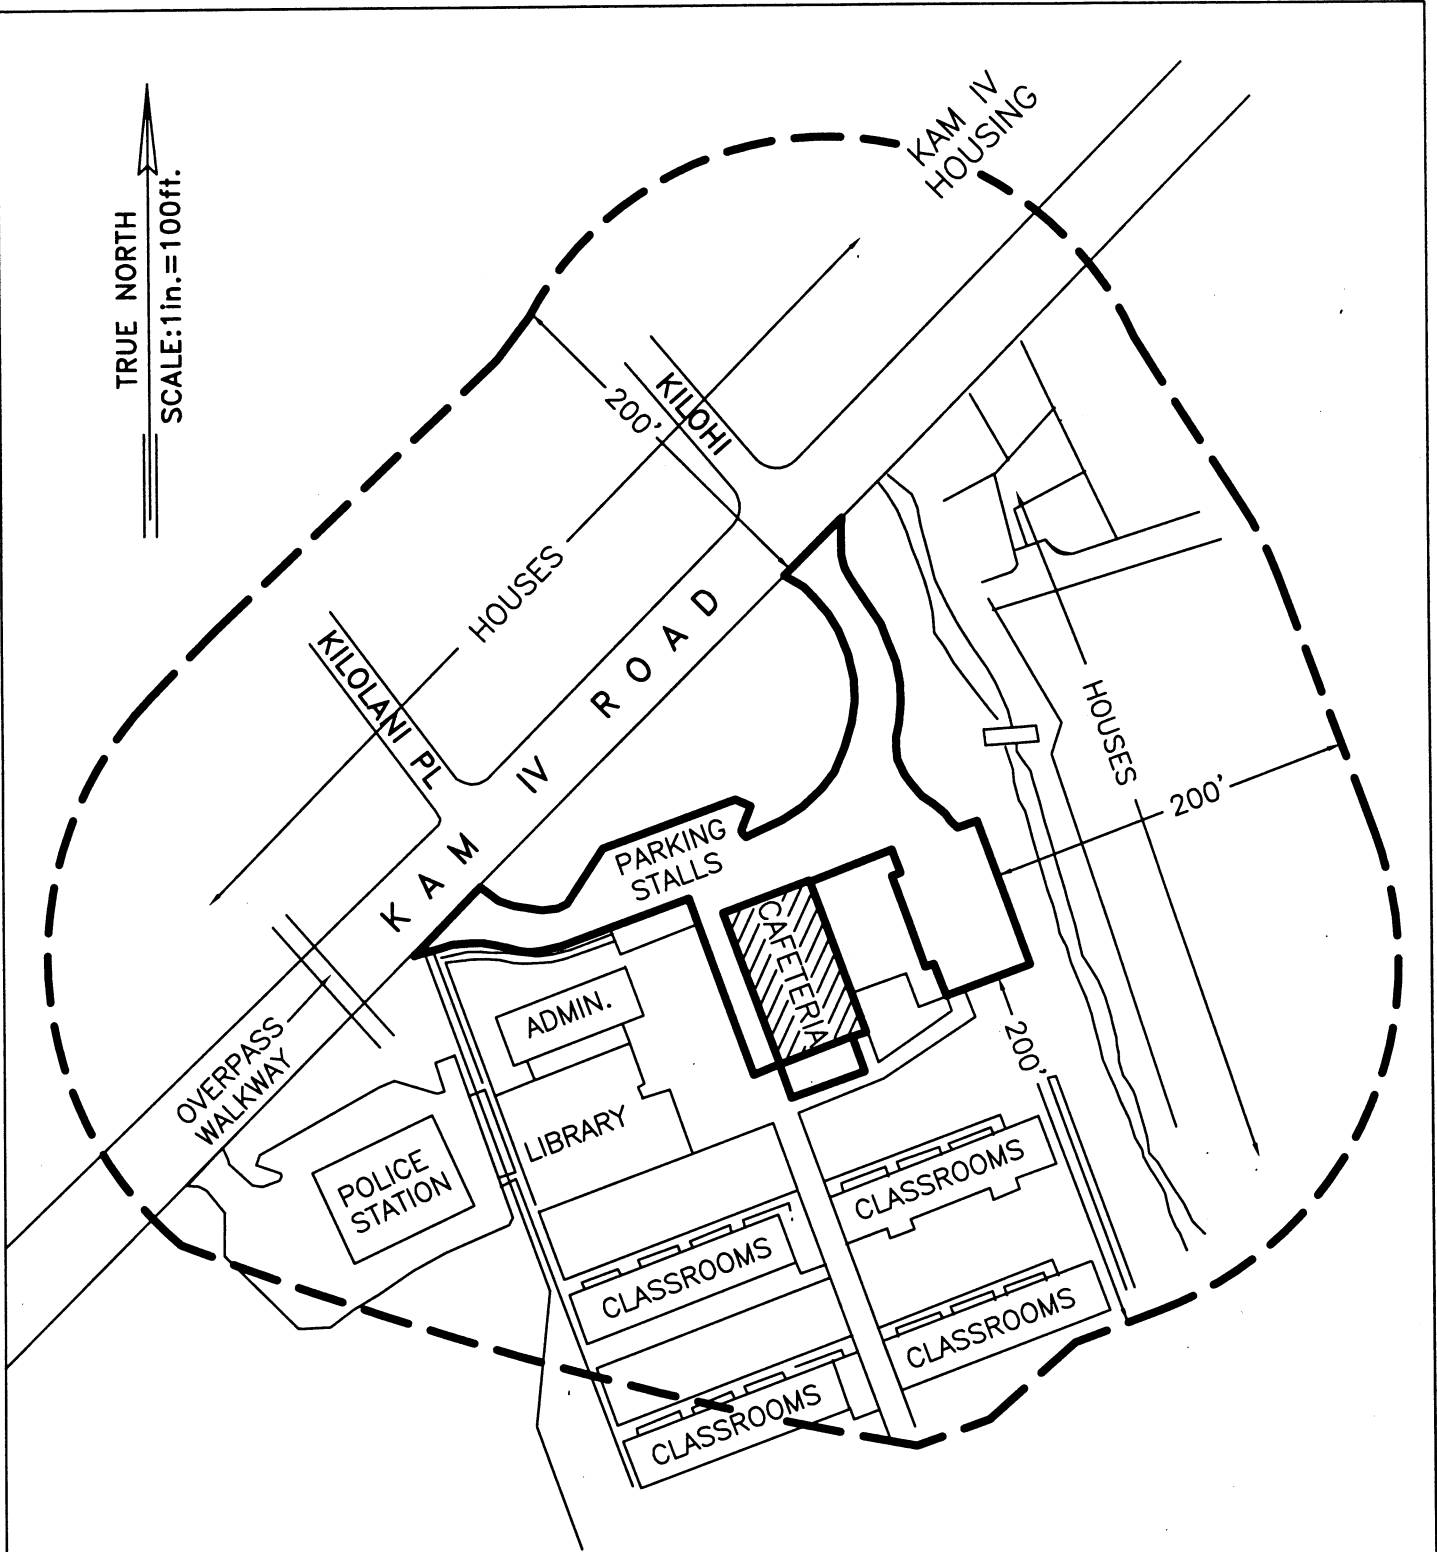 KAM IV
HOUSING
TRUE NORTH
SCALE:1in.=100ft.
KILOHI
200'
HOUSES
KILOLANI PL
KAM IV ROAD
HOUSES
200'
PARKING
STALLS
CAFETERIA
ADMIN.
200'
OVERPASS
WALKWAY
LIBRARY
POLICE
STATION
CLASSROOMS
CLASSROOMS
CLASSROOMS
CLASSROOMS